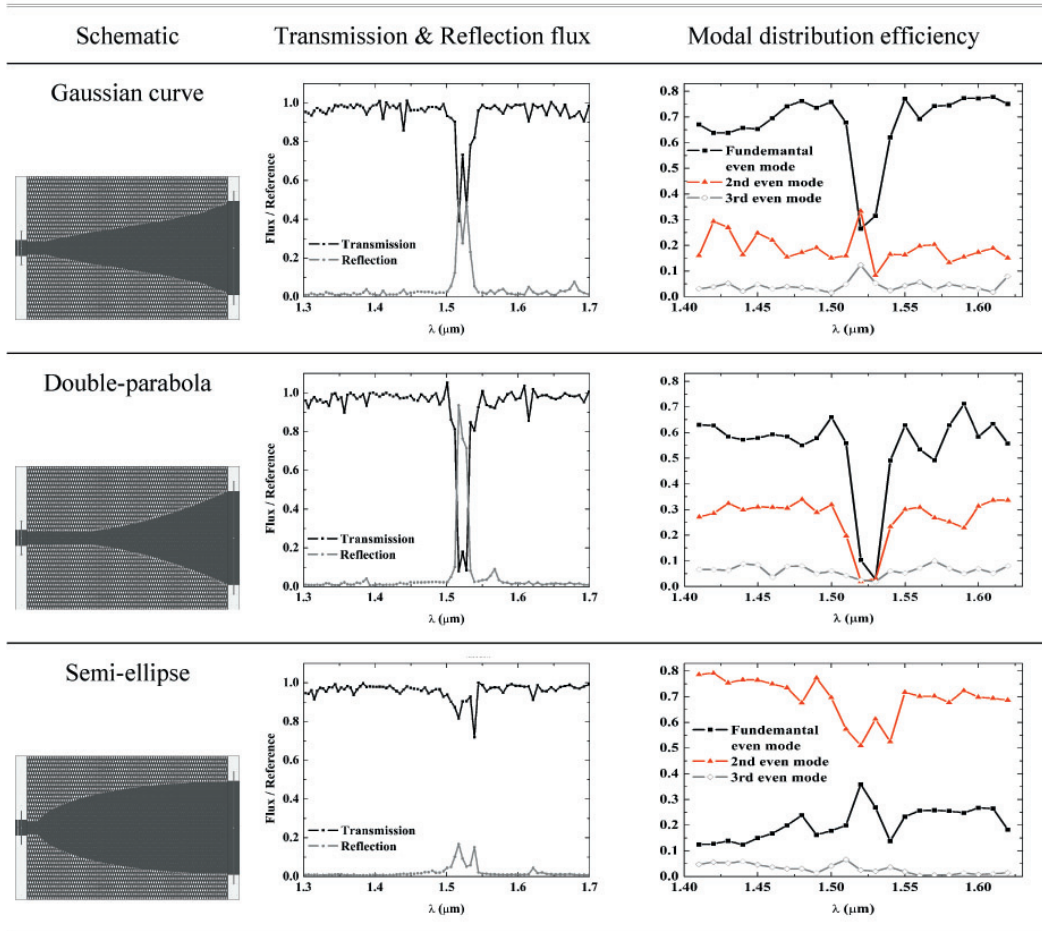 Schematic Transmission & Reflection flux Modal distribution efficiency
Gaussian curve
1.0
0.8
0.6
0.4
0.2
0.0
Flux / Reference
Transmission
Reflection
1.3 1.4 1.5 1.6 1.7
λ (μm)
0.8
0.7
0.6
0.5
0.4
0.3
0.2
0.1
0.0
Fundemantal
even mode
2nd even mode
3rd even mode
1.40 1.45 1.50 1.55 1.60
λ (μm)
Double-parabola
1.0
0.8
0.6
0.4
0.2
0.0
Flux / Reference
Transmission
Reflection
1.3 1.4 1.5 1.6 1.7
λ (μm)
0.8
0.7
0.6
0.5
0.4
0.3
0.2
0.1
0.0
1.40 1.45 1.50 1.55 1.60
λ (μm)
Semi-ellipse
1.0
0.8
0.6
0.4
0.2
0.0
Flux / Reference
Transmission
Reflection
1.3 1.4 1.5 1.6 1.7
λ (μm)
0.8
0.7
0.6
0.5
0.4
0.3
0.2
0.1
0.0
Fundemantal
even mode
2nd even mode
3rd even mode
1.40 1.45 1.50 1.55 1.60
λ (μm)